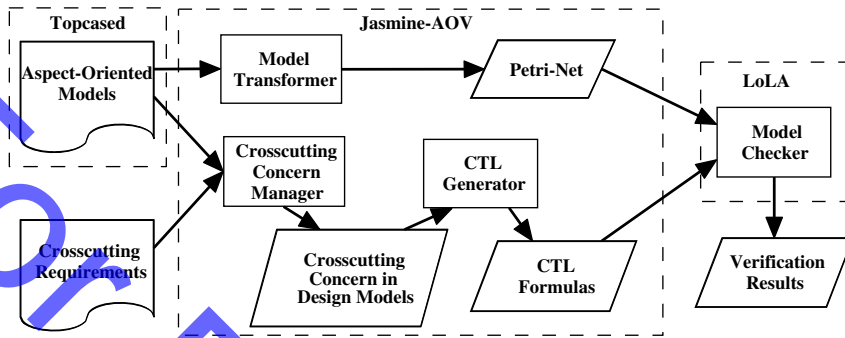 Topcased
Jasmine-AOV
Aspect-Oriented
Models
Model
Transformer
Petri-Net
LoLA
Model
Checker
Crosscutting
Concern
Manager
CTL
Generator
Crosscutting
Requirements
Crosscutting
Concern in
Design Models
CTL
Formulas
Verification
Results